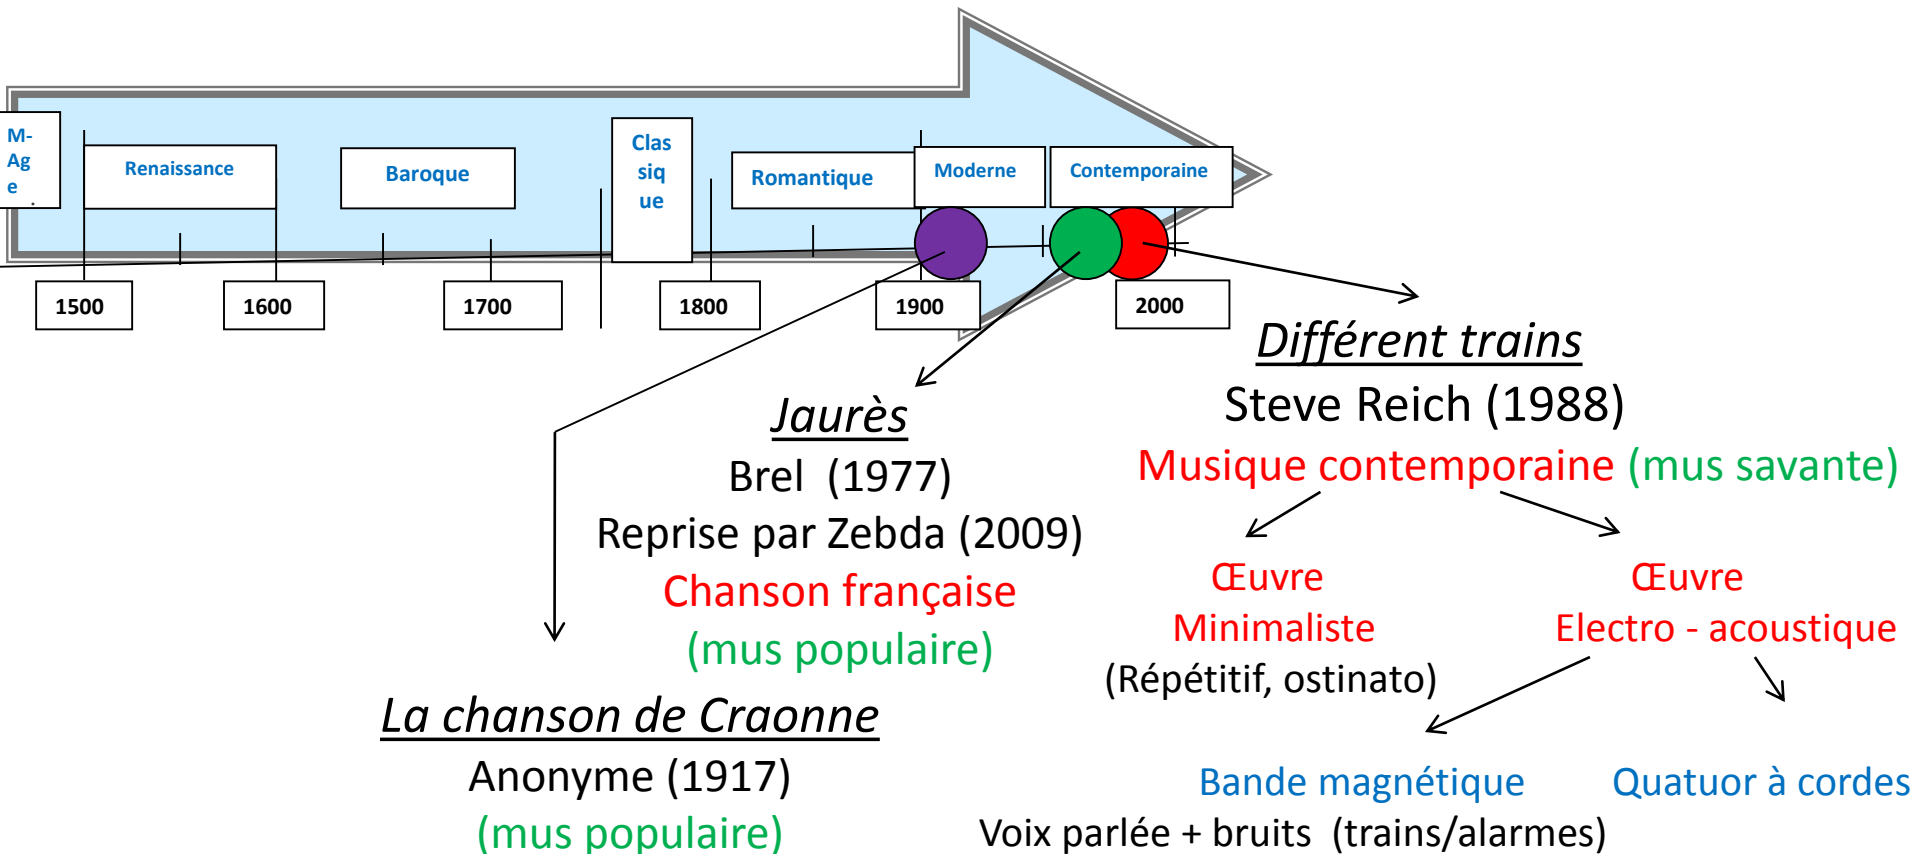 M-
Ag
e
.
Renaissance
Baroque
Clas
siq
ue
Romantique
Moderne
Contemporaine
1500
1600
1700
1800
1900
2000
Différent trains
Steve Reich (1988)
Musique contemporaine (mus savante)
Œuvre
Minimaliste
(Répétitif, ostinato)
Œuvre
Electro - acoustique
Bande magnétique
Voix parlée + bruits (trains/alarmes)
Quatuor à cordes
Jaurès
Brel (1977)
Reprise par Zebda (2009)
Chanson française
(mus populaire)
La chanson de Craonne
Anonyme (1917)
(mus populaire)